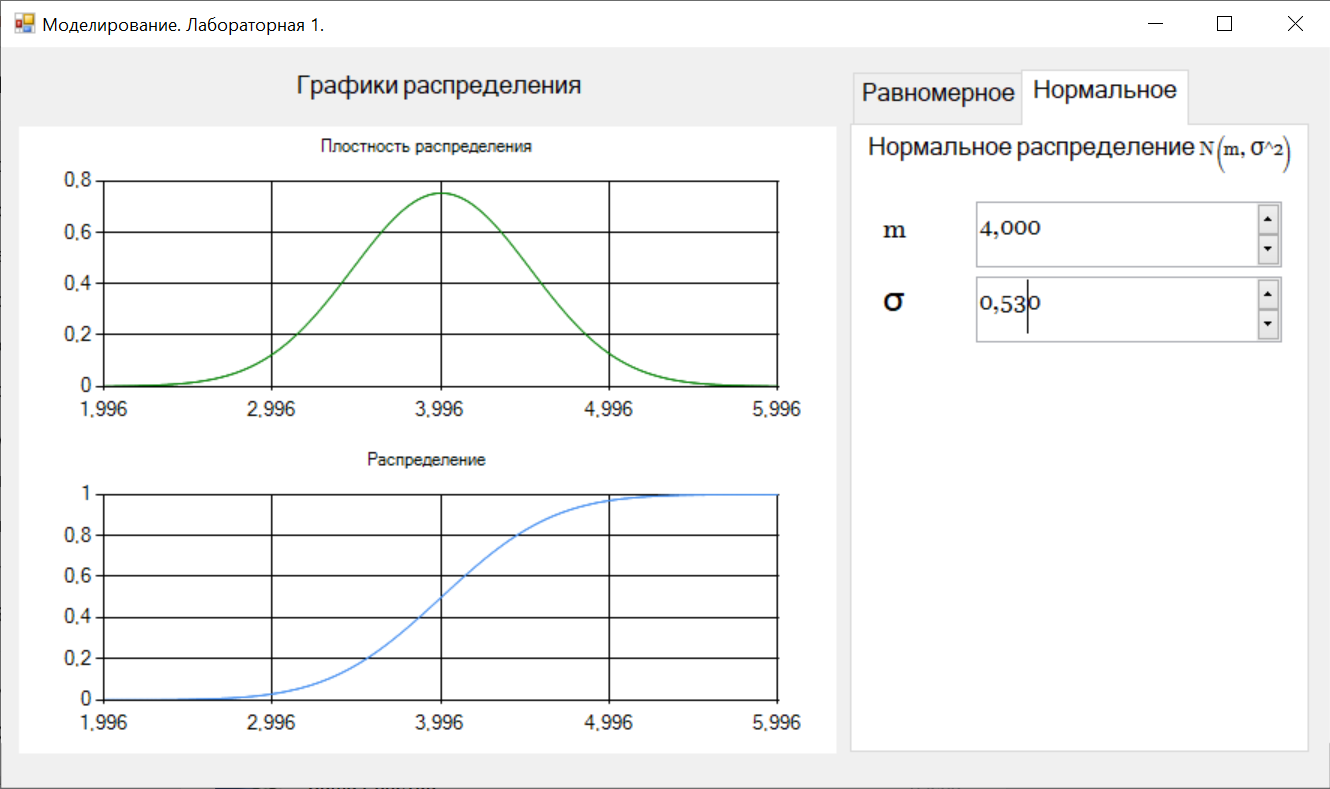 Моделирование. Лабораторная 1.
Графики распределения
Плостность распределения
0,8
0,6
0,4
0,2
0
1,996 2,996 3,996 4,996 5,996
Распределение
1
0,8
0,6
0,4
0,2
0
1,996 2,996 3,996 4,996 5,996
Равномерное Нормальное
Нормальное распределение N(m, σ^2)
m 4,000
σ 0,530